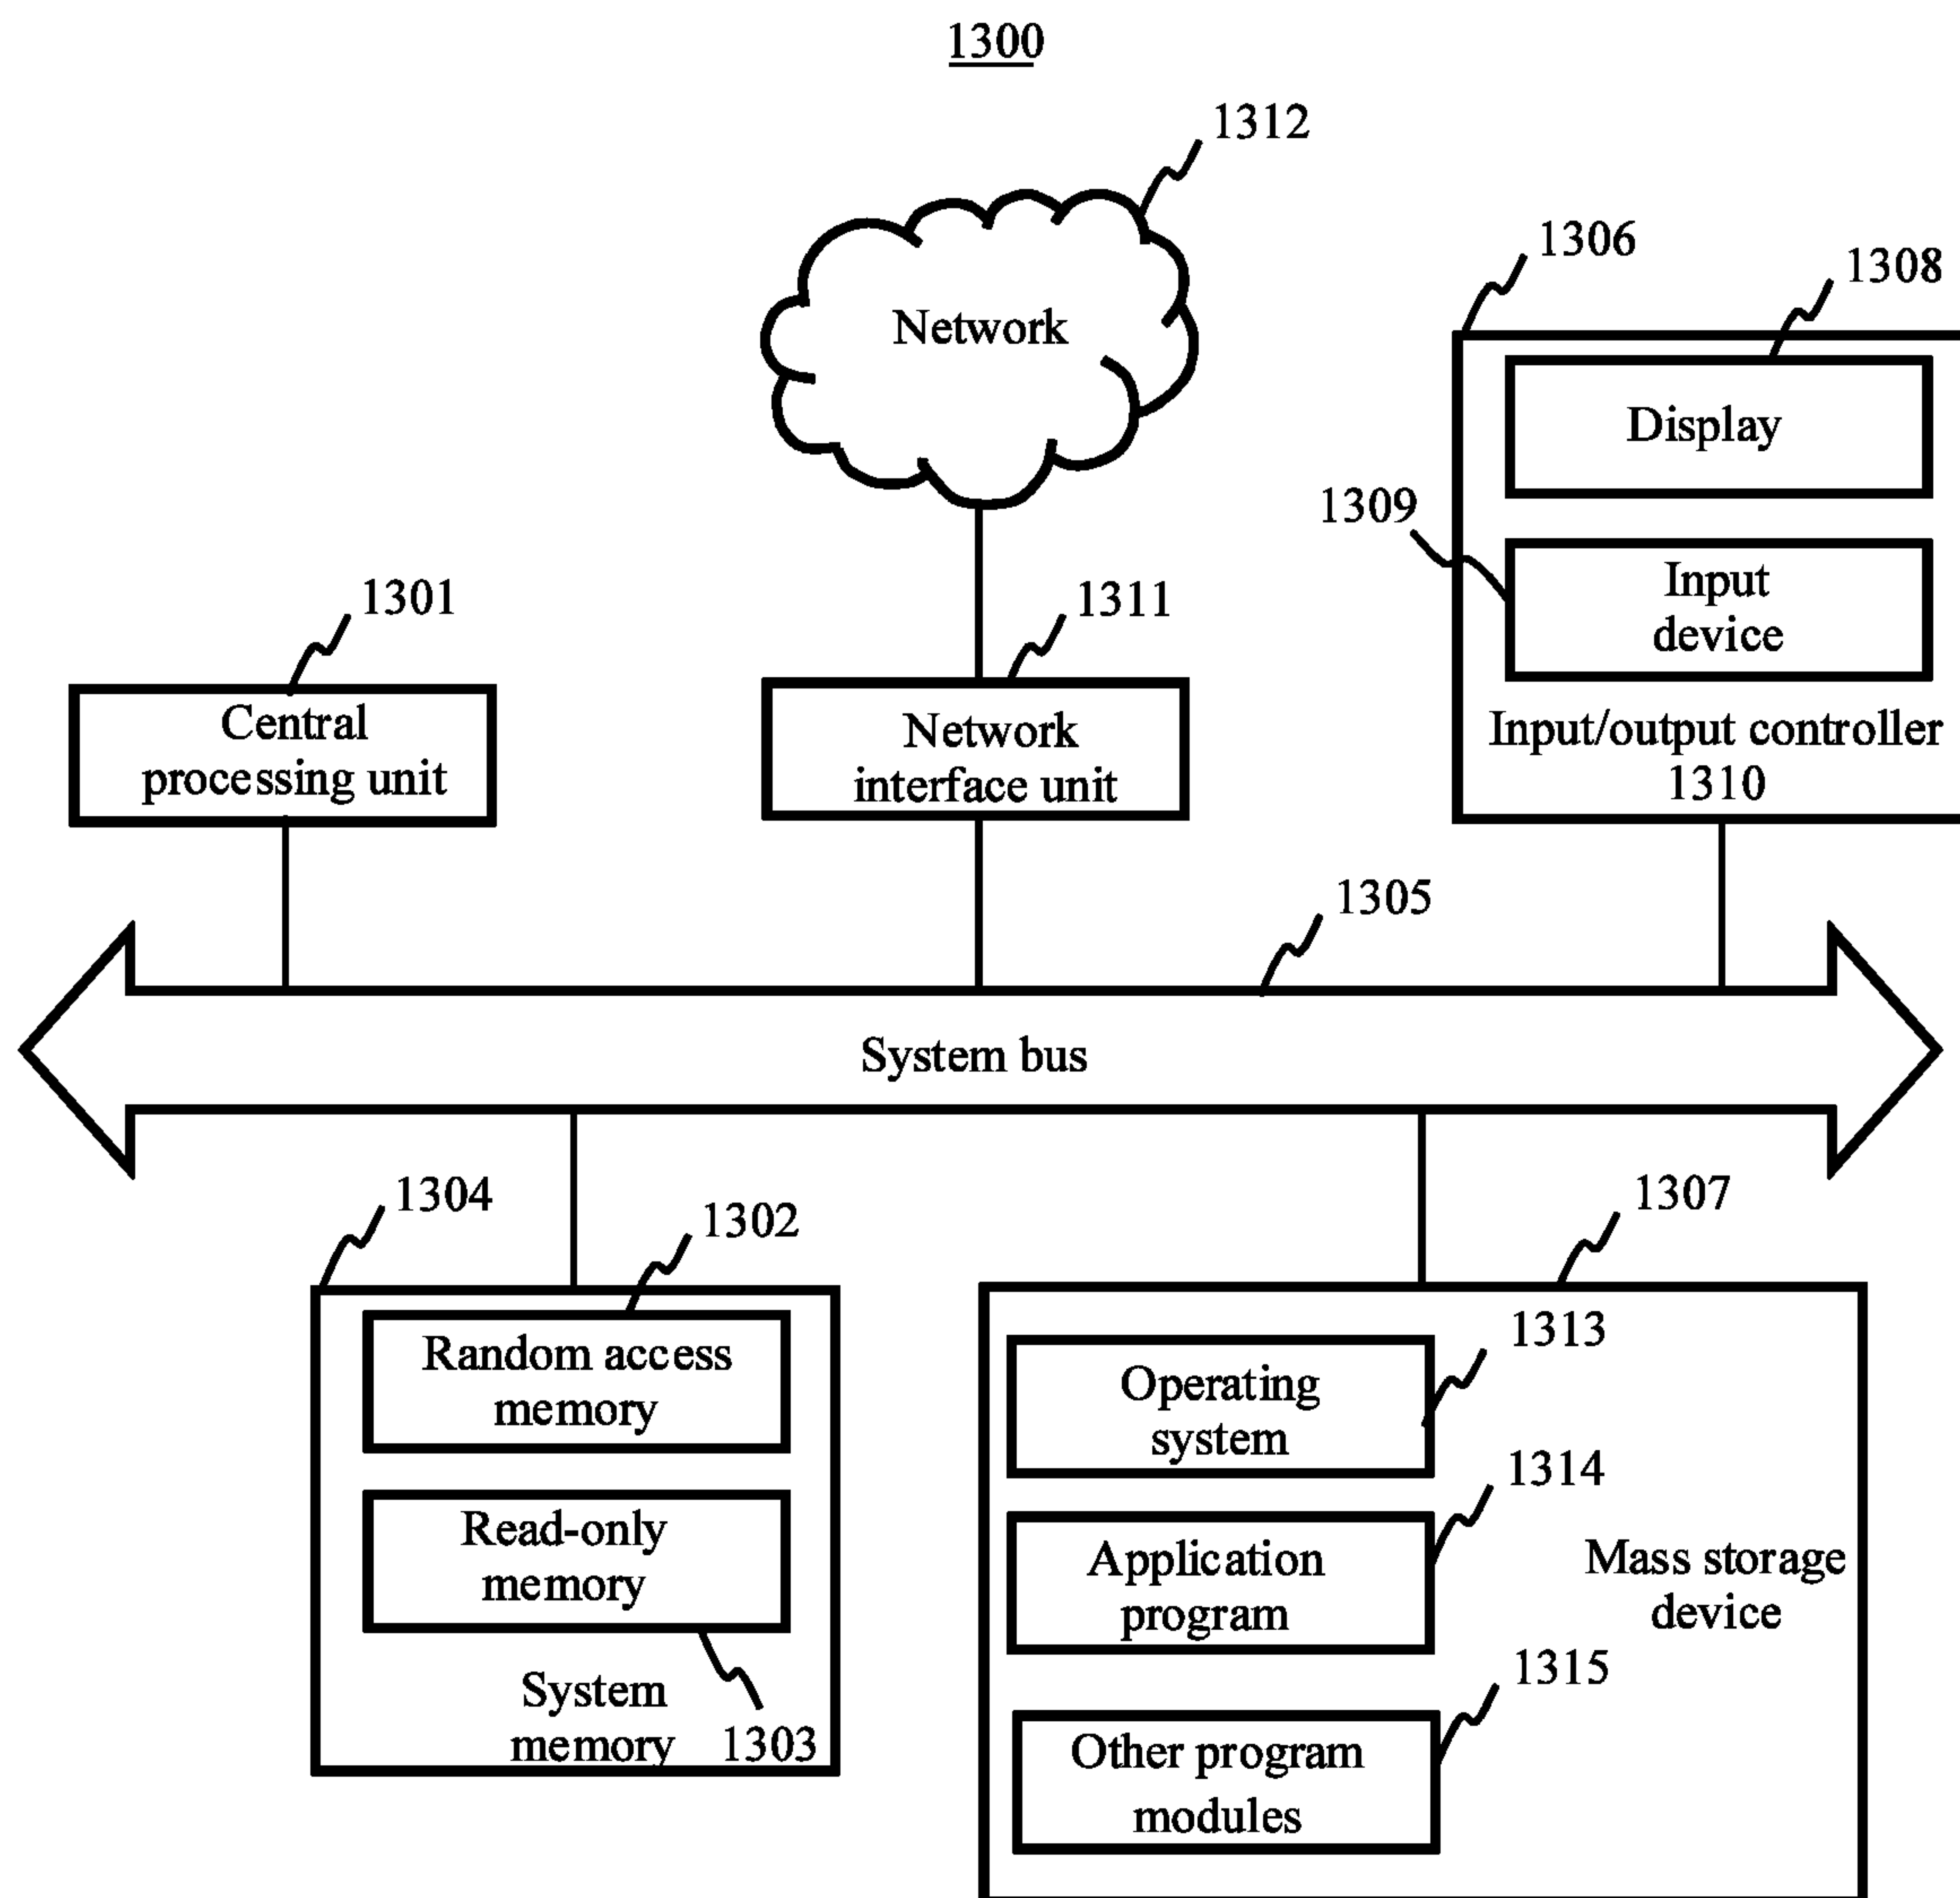 1300
1312
Network
1306
1308
Display
1309
Input
device
Input/output controller
1310
1301
Central
processing unit
1311
Network
interface unit
1305
System bus
1304
1302
Random access
memory
Read-only
memory
System
memory
1303
1307
1313
Operating
system
1314
Application
program
Mass storage
device
1315
Other program
modules